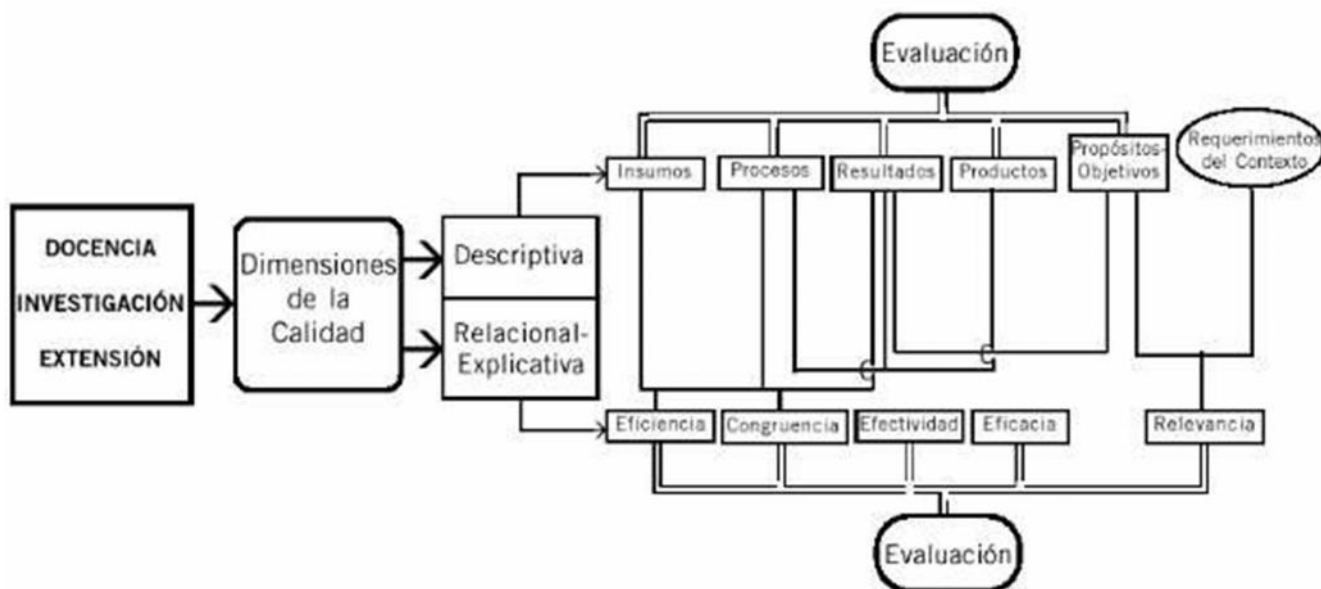 Evaluación
Requerimientos
del Contexto
Propósitos-
Objetivos
Insumos
Procesos
Resultados
Productos
DOCENCIA
INVESTIGACIÓN
EXTENSIÓN
Dimensiones
de la
Calidad
Descriptiva
Relacional-
Explicativa
Eficiencia
Congruencia
Efectividad
Eficacia
Relevancia
Evaluación